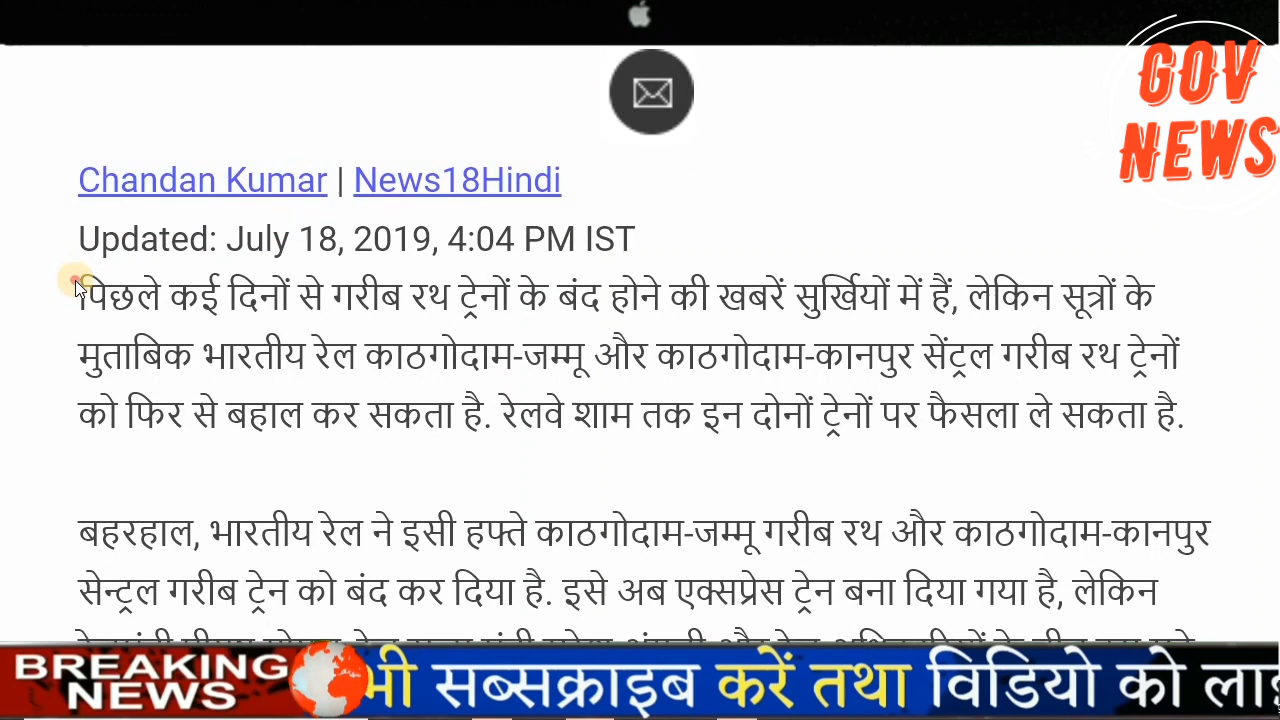 GOV
NEWS
Chandan Kumar | News18Hindi
Updated: July 18, 2019, 4:04 PM IST
पिछले कई दिनों से गरीब रथ ट्रेनों के बंद होने की खबरें सुर्खियों में हैं, लेकिन सूत्रों के
मुताबिक भारतीय रेल काठगोदाम-जम्मू और काठगोदाम-कानपुर सेंट्रल गरीब रथ ट्रेनों
को फिर से बहाल कर सकता है. रेलवे शाम तक इन दोनों ट्रेनों पर फैसला ले सकता है.
बहरहाल, भारतीय रेल ने इसी हफ्ते काठगोदाम-जम्मू गरीब रथ और काठगोदाम-कानपुर
सेन्ट्रल गरीब ट्रेन को बंद कर दिया है. इसे अब एक्सप्रेस ट्रेन बना दिया गया है, लेकिन
BREAKING
NEWS
भी सब्सक्राइब करें तथा विडियो को